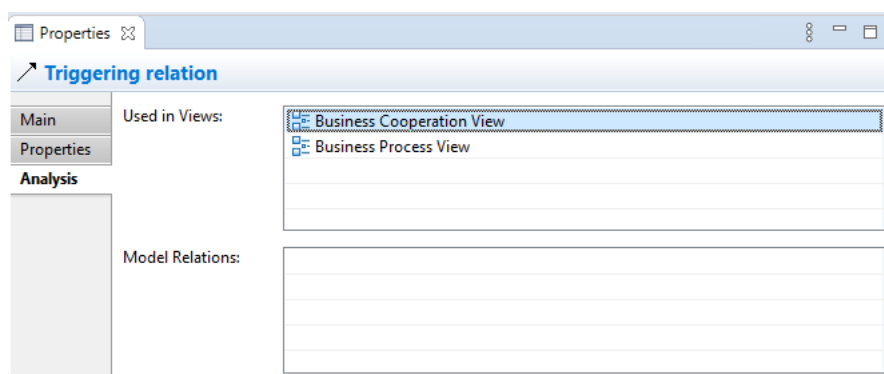 Properties
Triggering relation
Main
Properties
Analysis
Used in Views:
Business Cooperation View
Business Process View
Model Relations: